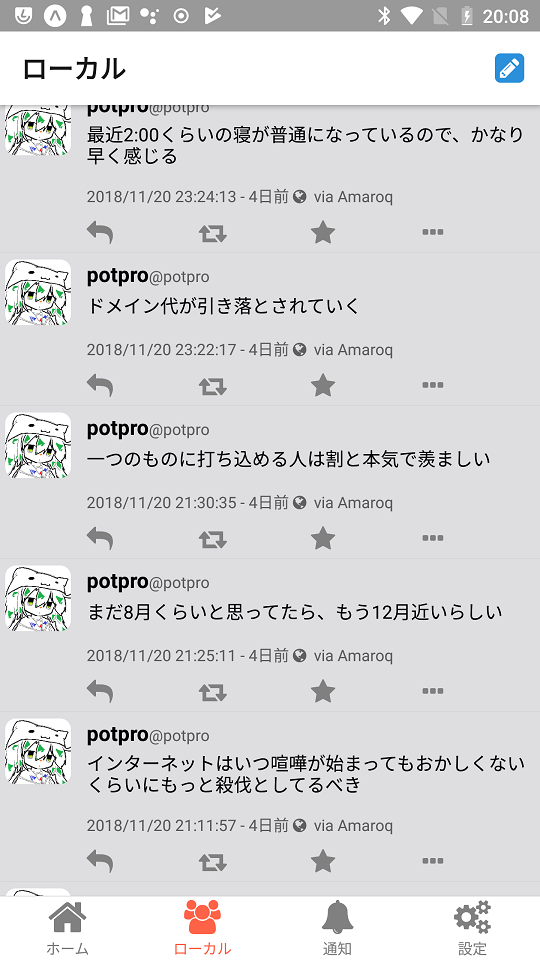 20:08
ローカル
potpro@potpro
最近2:00くらいの寝が普通になっているので、かなり
早く感じる
2018/11/20 23:24:13 - 4日前 via Amaroq
potpro@potpro
ドメイン代が引き落とされていく
2018/11/20 23:22:17 - 4日前 via Amaroq
potpro@potpro
一つのものに打ち込める人は割と本気で羨ましい
2018/11/20 21:30:35 - 4日前 via Amaroq
potpro@potpro
まだ8月くらいと思ってたら、もう12月近いらしい
2018/11/20 21:25:11 - 4日前 via Amaroq
potpro@potpro
インターネットはいつ喧嘩が始まってもおかしくない
くらいにもっと殺伐としてるべき
2018/11/20 21:11:57 - 4日前 via Amaroq
ホーム
ローカル
通知
設定